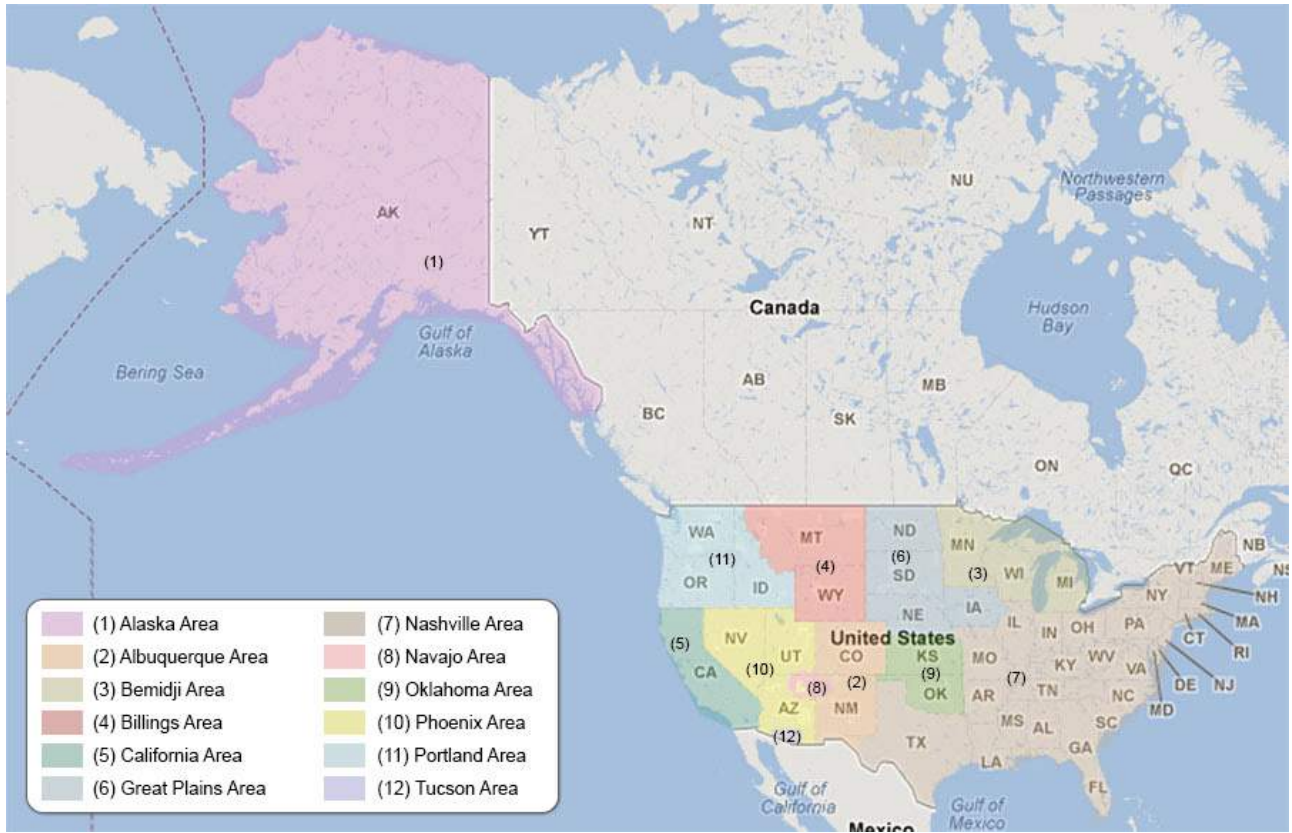 NU
Northwestern
Passages
AK
YT
NT
(1)
Canada
Hudson
Bay
Gulf of
Alaska
Bering Sea
AB
MB
BC
SK
ON
QC
WA
MT
ND
MN
NB
(11)
(4)
(6)
(3)
WI
MI
VT
ME
NS
OR
ID
WY
SD
NY
NH
NE
IA
MA
IL
IN
OH
PA
CT
RI
(5)
NV
UT
United States
CO
KS
MO
KY
WV
VA
DE
NJ
CA
(10)
(8)
(2)
(9)
(7)
MD
AZ
NM
OK
AR
TN
NC
(12)
TX
MS
AL
SC
GA
LA
FL
Gulf of
California
Gulf of
Mexico
Mexico
(1) Alaska Area
(2) Albuquerque Area
(3) Bemidji Area
(4) Billings Area
(5) California Area
(6) Great Plains Area
(7) Nashville Area
(8) Navajo Area
(9) Oklahoma Area
(10) Phoenix Area
(11) Portland Area
(12) Tucson Area